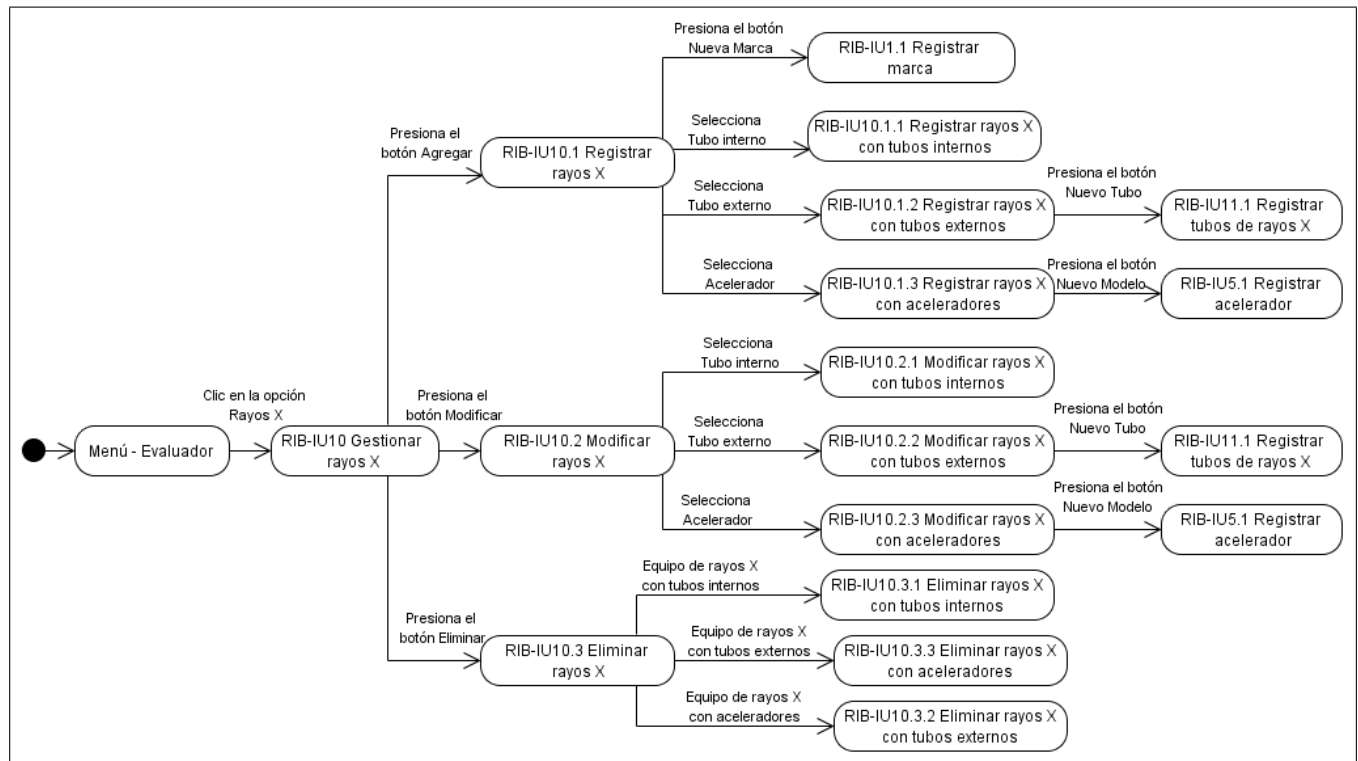 Presiona el botón
Nueva Marca
RIB-IU1.1 Registrar
marca
Presiona el
botón Agregar
RIB-IU10.1 Registrar
rayos X
Selecciona
Tubo interno
RIB-IU10.1.1 Registrar rayos X
con tubos internos
Selecciona
Tubo externo
RIB-IU10.1.2 Registrar rayos X
con tubos externos
Presiona el botón
Nuevo Tubo
RIB-IU11.1 Registrar
tubos de rayos X
Selecciona
Acelerador
RIB-IU10.1.3 Registrar rayos X
con aceleradores
Presiona el botón
Nuevo Modelo
RIB-IU5.1 Registrar
acelerador
Menú - Evaluador
Clic en la opción
Rayos X
RIB-IU10 Gestionar
rayos X
Presiona el
botón Modificar
RIB-IU10.2 Modificar
rayos X
Selecciona
Tubo interno
RIB-IU10.2.1 Modificar rayos X
con tubos internos
Selecciona
Tubo externo
RIB-IU10.2.2 Modificar rayos X
con tubos externos
Presiona el botón
Nuevo Tubo
RIB-IU11.1 Registrar
tubos de rayos X
Selecciona
Acelerador
RIB-IU10.2.3 Modificar rayos X
con aceleradores
Presiona el botón
Nuevo Modelo
RIB-IU5.1 Registrar
acelerador
Presiona el
botón Eliminar
RIB-IU10.3 Eliminar
rayos X
Equipo de rayos X
con tubos internos
RIB-IU10.3.1 Eliminar rayos X
con tubos internos
Equipo de rayos X
con tubos externos
RIB-IU10.3.3 Eliminar rayos X
con aceleradores
Equipo de rayos X
con aceleradores
RIB-IU10.3.2 Eliminar rayos X
con tubos externos